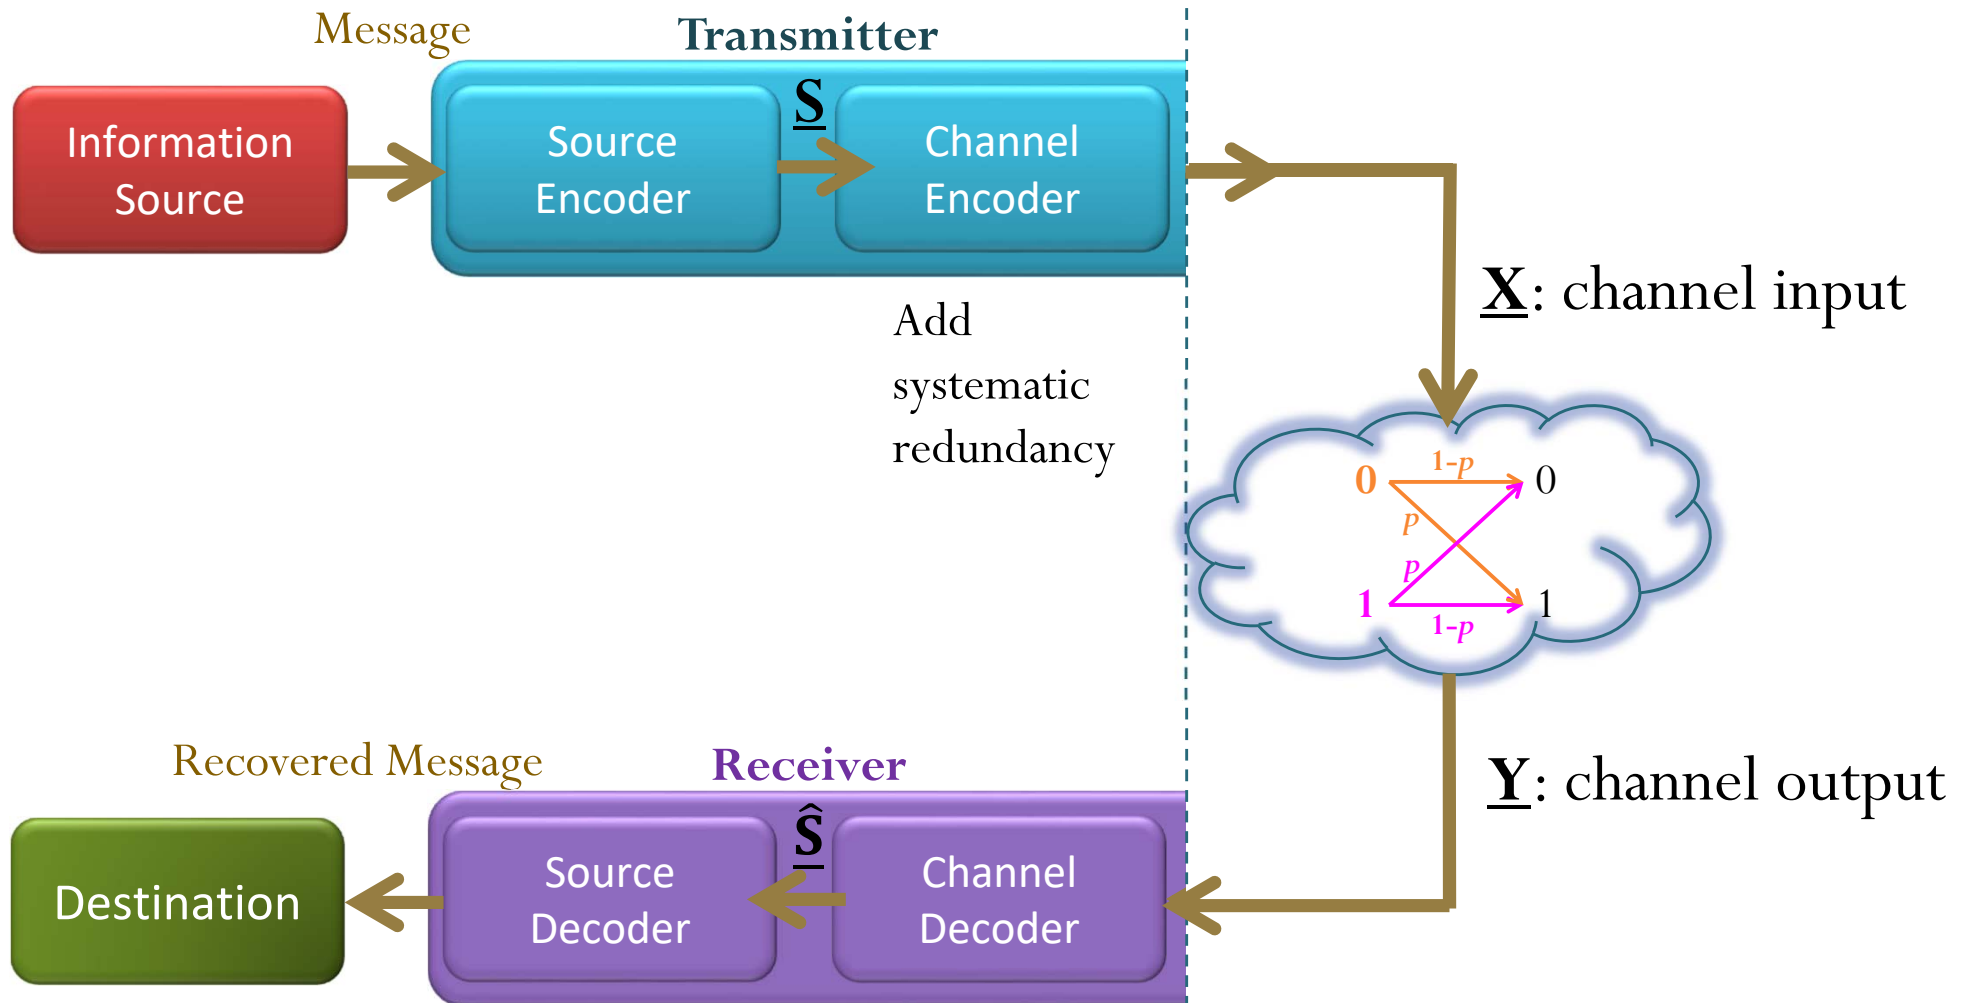 Message
Transmitter
Information
Source
Source
Encoder
S
Channel
Encoder
Add
systematic
redundancy
X: channel input
0
1-p
0
p
p
1
1-p
1
Y: channel output
Recovered Message
Receiver
Destination
Source
Decoder
Ŝ
Channel
Decoder